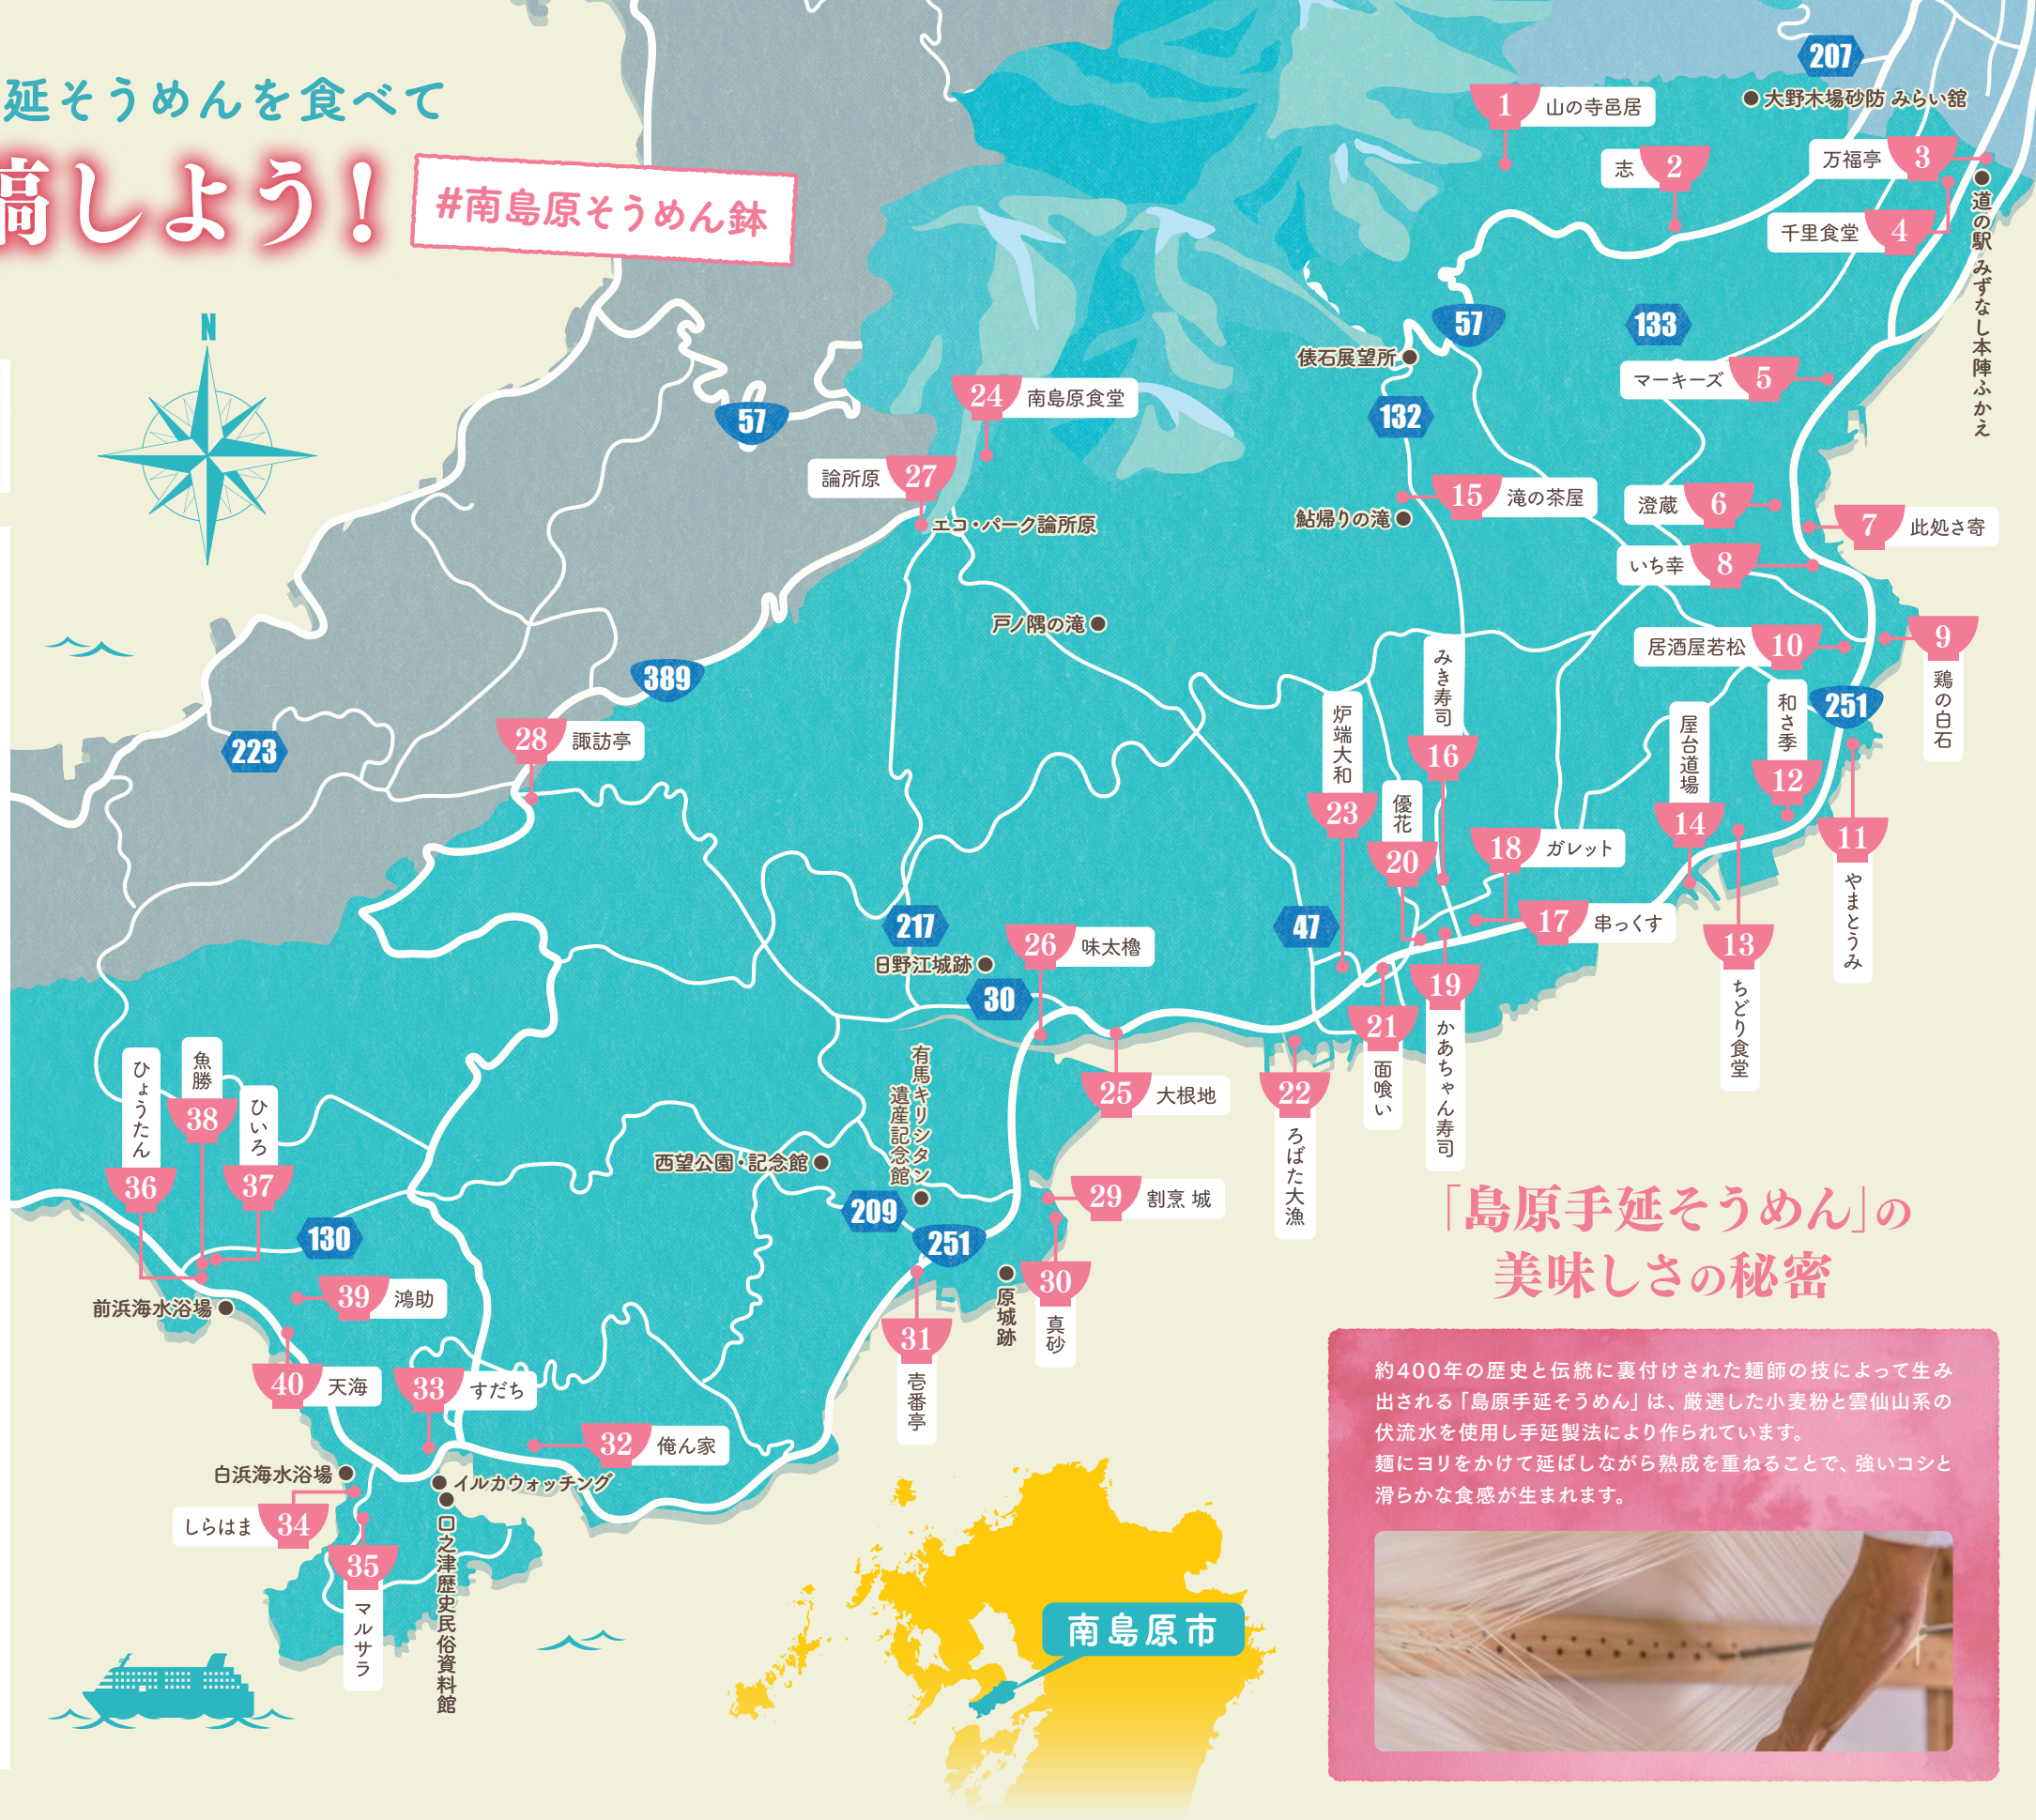 延そうめんを食べて
稿しよう！
#南島原そうめん鉢
N
207
大野木場砂防 みらい舘
1 山の寺邑居
志 2
万福亭 3
千里食堂 4
道の駅 みずなし本陣ふかえ
57
133
俵石展望所
132
マーキーズ 5
24 南島原食堂
57
論所原 27
エコ・パーク論所原
15 滝の茶屋
鮎帰りの滝
澄蔵 6
7 此処さ寄
いち幸 8
戸ノ隅の滝
居酒屋若松 10
9 鶏の白石
389
251
223
28 諏訪亭
みき寿司 16
炉端大和 23
優花 20
18 ガレット
屋台道場 14
和さ季 12
11 やまとうみ
17 串っくす
13 ちどり食堂
217
日野江城跡
30
26 味太櫓
47
19 かあちゃん寿司
21 面喰い
22 ろばた大漁
25 大根地
有馬キリシタン
遺産記念館
西望公園・記念館
209
251
29 割烹 城
30 真砂
原城跡
31 壱番亭
ひょうたん 36
魚勝 38
ひいろ 37
130
39 鴻助
前浜海水浴場
40 天海
33 すだち
32 俺ん家
白浜海水浴場
イルカウォッチング
しらはま 34
35 マルサラ
口之津歴史民俗資料館
南島原市
「島原手延そうめん」の
美味しさの秘密
約400年の歴史と伝統に裏付けされた麺師の技によって生み
出される「島原手延そうめん」は、厳選した小麦粉と雲仙山系の
伏流水を使用し手延製法により作られています。
麺にヨリをかけて延ばしながら熟成を重ねることで、強いコシと
滑らかな食感が生まれます。